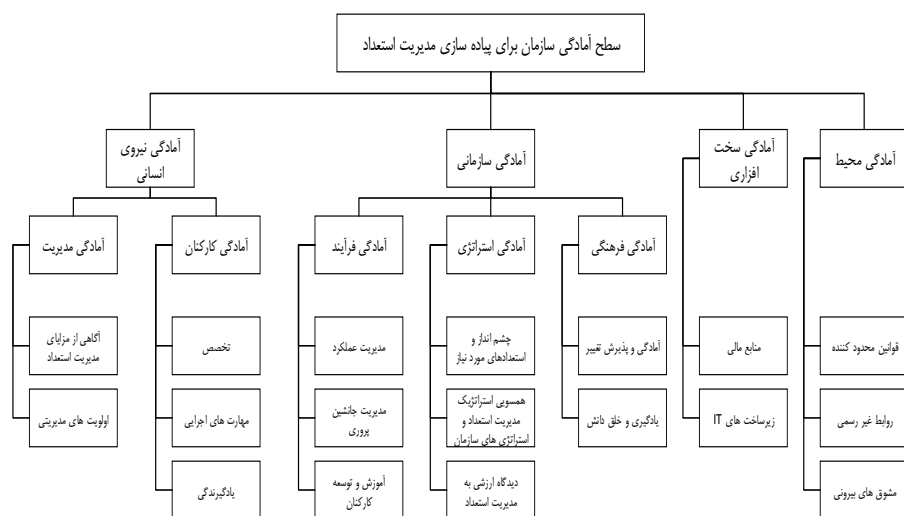 سطح آمادگی سازمان برای پیاده سازی مدیریت استعداد
آمادگی محیط
آمادگی سخت
افزاری
آمادگی سازمانی
آمادگی نیروی
انسانی
آمادگی فرهنگی
آمادگی استراتژی
آمادگی فرآیند
آمادگی کارکنان
آمادگی مدیریت
قوانین محدود کننده
روابط غیر رسمی
مشوق های بیرونی
منابع مالی
زیرساخت های IT
آمادگی و پذیرش تغییر
یادگیری و خلق دانش
چشم انداز و
استعدادهای مورد نیاز
همسویی استراتژیک
مدیریت استعداد و
استراتژی های سازمان
دیدگاه ارزشی به
مدیریت استعداد
مدیریت عملکرد
مدیریت جانشین
پروری
آموزش و توسعه
کارکنان
تخصص
مهارت های اجرایی
یادگیرندگی
آگاهی از مزایای
مدیریت استعداد
اولویت های مدیریتی